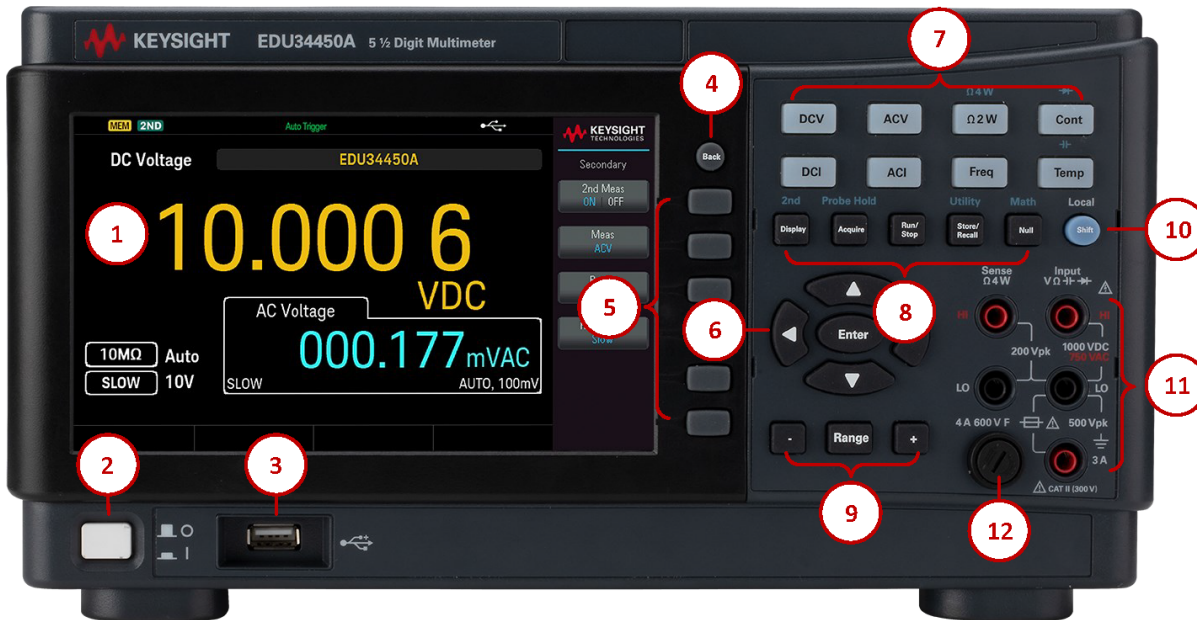 KEYSIGHT EDU34450A 5 ½ Digit Multimeter
7
4
MEM 2ND Auto Trigger
KEYSIGHT
TECHNOLOGIES
DC Voltage EDU34450A
Secondary
Back
2nd Meas
ON | OFF
Meas
ACV
Slow
1
10.000 6
VDC
AC Voltage
000.177 mVAC
SLOW AUTO, 100mV
10MΩ Auto
SLOW 10V
5
6
Ω 4 W
DCV ACV Ω 2 W Cont
DCI ACI Freq Temp
2nd Probe Hold Utility Math Local
Display Acquire Run/Stop Store/Recall Null Shift
10
8
Enter
Sense
Ω 4 W
Input
V Ω
HI HI
200 Vpk
1000 VDC
750 VAC
LO LO
11
4 A 600 V F 500 Vpk
3 A
CAT II (300 V)
- Range +
9
12
2
3
O
I